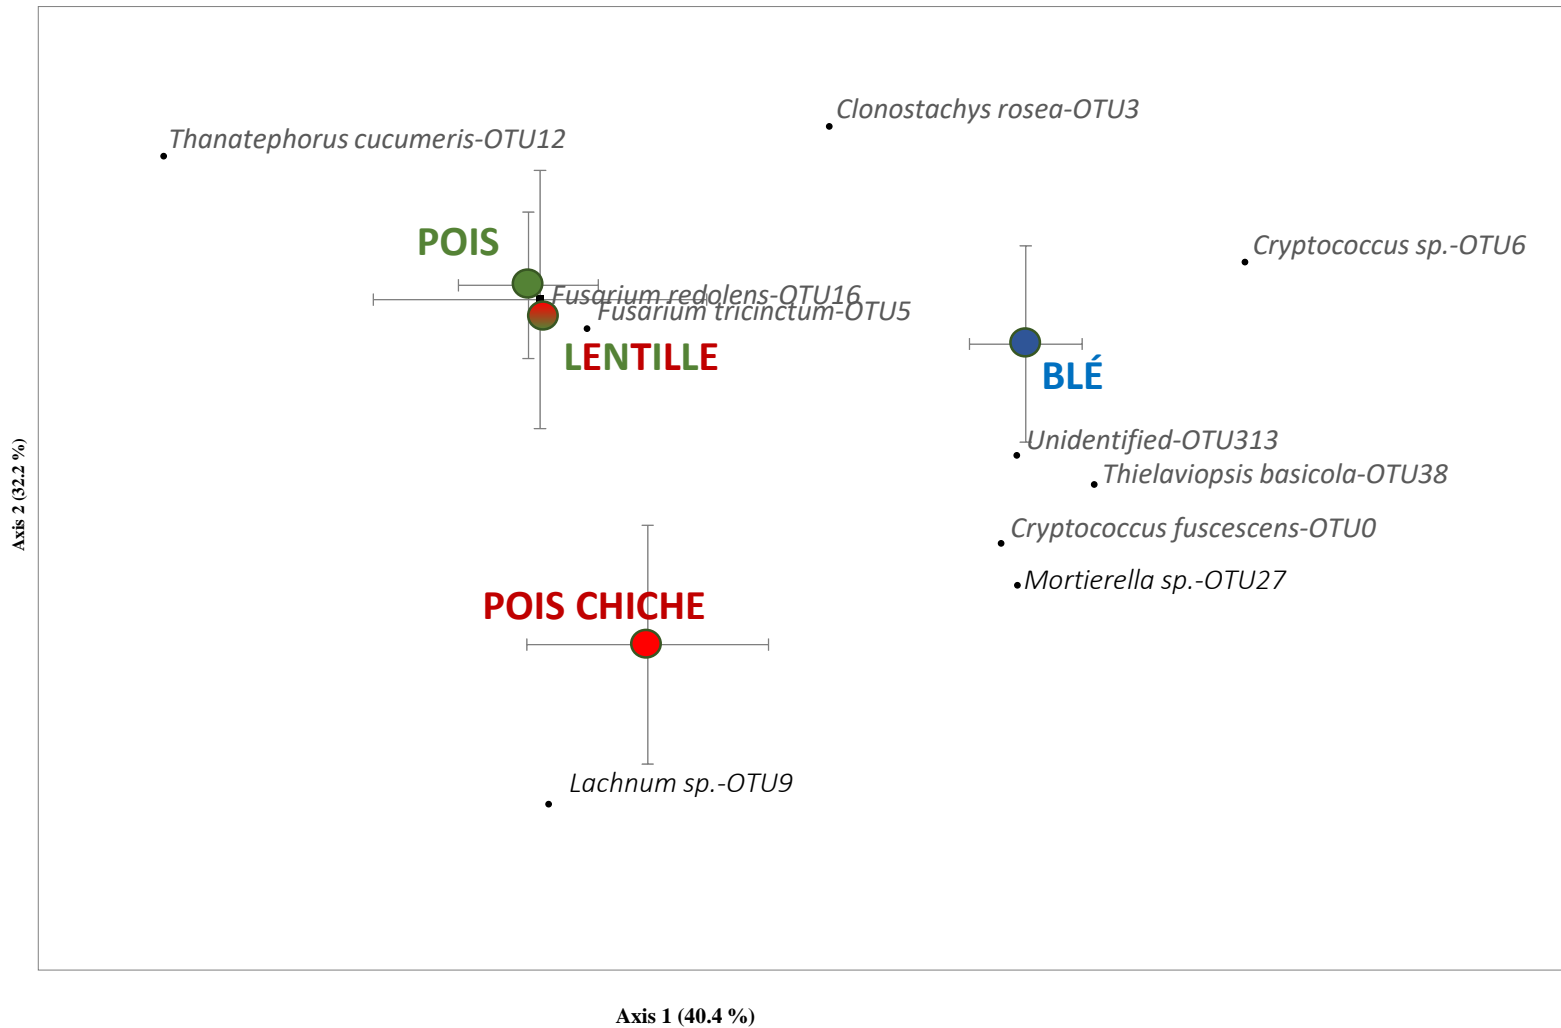 Clonostachys rosea-OTU3
Thanatephorus cucumeris-OTU12
POIS
Cryptococcus sp.-OTU6
Fusarium redolens-OTU16
Fusarium tricinctum-OTU5
LENTILLE
BLÉ
Unidentified-OTU313
Thielaviopsis basicola-OTU38
Axis 2 (32.2 %)
Cryptococcus fuscescens-OTU0
Mortierella sp.-OTU27
POIS CHICHE
Lachnum sp.-OTU9
Axis 1 (40.4 %)